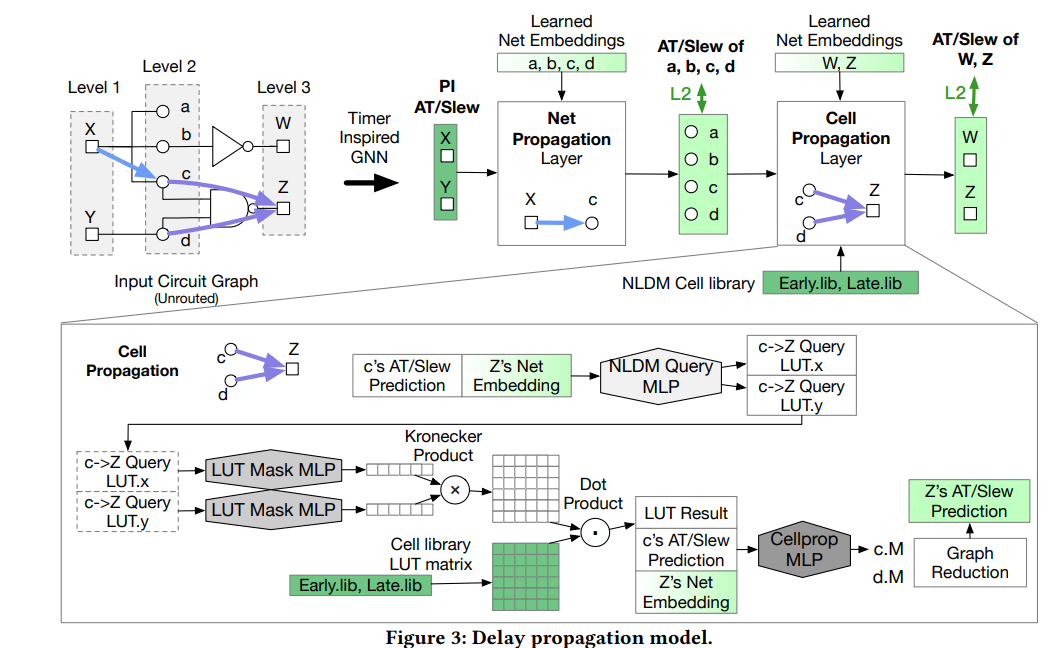 Learned
Net Embeddings
a, b, c, d
AT/Slew of
a, b, c, d
L2
Learned
Net Embeddings
W, Z
AT/Slew of
W, Z
L2
Level 1
Level 2
Level 3
X
Y
a
b
c
d
W
Z
Input Circuit Graph
(Unrouted)
Timer
Inspired
GNN
PI
AT/Slew
X
Y
Net
Propagation
Layer
X
c
a
b
c
d
Cell
Propagation
Layer
c
d
Z
W
Z
NLDM Cell library
Early.lib, Late.lib
Cell
Propagation
c
d
Z
c's AT/Slew
Prediction
Z's Net
Embedding
NLDM Query
MLP
c->Z Query
LUT.x
c->Z Query
LUT.y
c->Z Query
LUT.x
c->Z Query
LUT.y
LUT Mask MLP
LUT Mask MLP
Kronecker
Product
×
Cell library
LUT matrix
Early.lib, Late.lib
Dot
Product
.
LUT Result
c's AT/Slew
Prediction
Z's Net
Embedding
Cellprop
MLP
c.M
d.M
Z's AT/Slew
Prediction
Graph
Reduction
Figure 3: Delay propagation model.